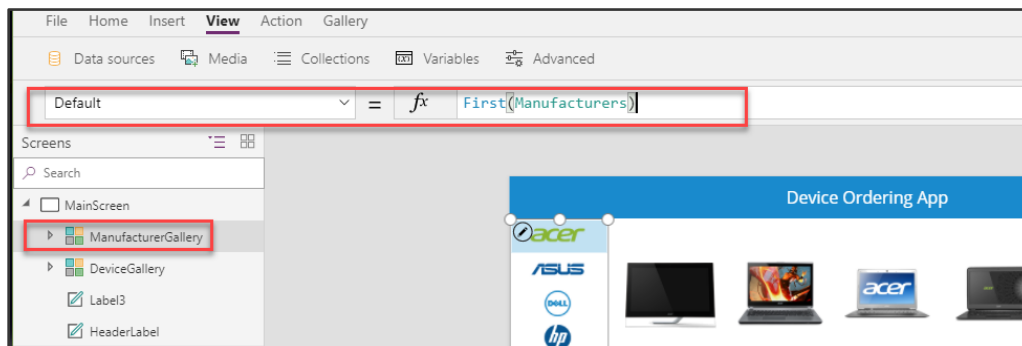 File Home Insert View Action Gallery
Data sources Media Collections Variables Advanced
Default = fx First(Manufacturers)
Screens
Search
MainScreen
ManufacturerGallery
DeviceGallery
Label3
HeaderLabel
Device Ordering App
acer
ASUS
DELL
hp
acer